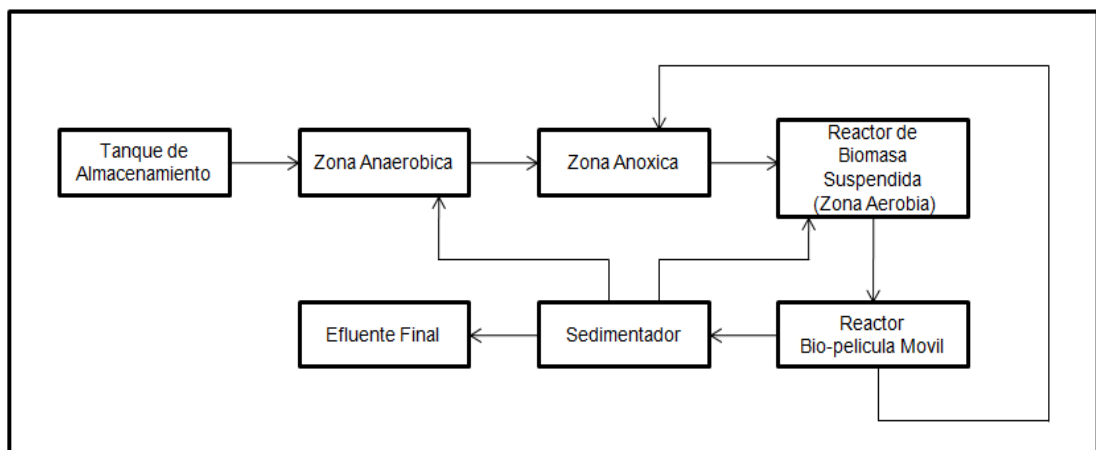 Tanque de
Almacenamiento
Zona Anaerobica
Zona Anoxica
Reactor de
Biomasa
Suspendida
(Zona Aerobia)
Efluente Final
Sedimentador
Reactor
Bio-pelicula Movil